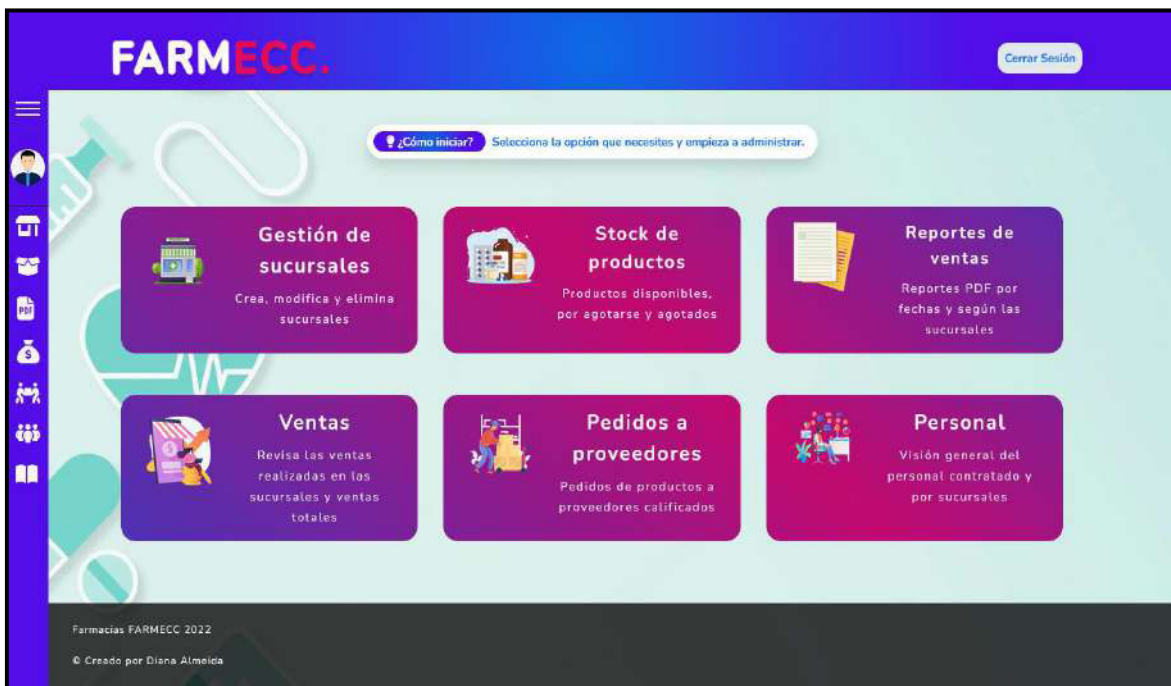 FARMECC.
Cerrar Sesión
¿Cómo iniciar? Selecciona la opción que necesites y empieza a administrar.
Gestión de
sucursales
Crea, modifica y elimina
sucursales
Stock de
productos
Productos disponibles,
por agotarse y agotados
Reportes de
ventas
Reportes PDF por
fechas y según las
sucursales
PDF
Ventas
Revisa las ventas
realizadas en las
sucursales y ventas
totales
Pedidos a
proveedores
Pedidos de productos a
proveedores calificados
Personal
Visión general del
personal contratado y
por sucursales
Farmacias FARMECC 2022
© Creado por Diana Almeida